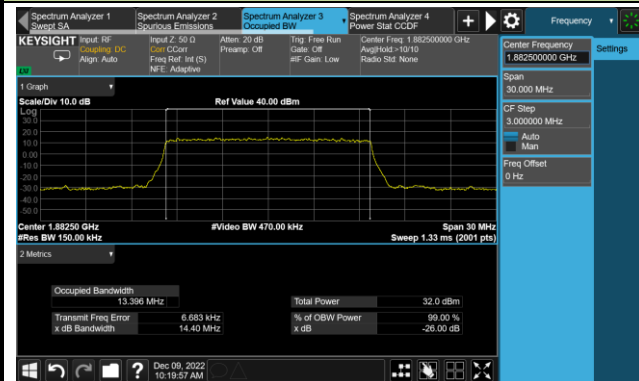 Spectrum Analyzer 1
Swept SA
Spectrum Analyzer 2
Spurious Emissions
Spectrum Analyzer 3
Occupied BW
Spectrum Analyzer 4
Power Stat CCDF
Frequency
KEYSIGHT
Input: RF
Coupling: DC
Align: Auto
Input Z: 50 Ω
Corr CCorr
Freq Ref: Int (S)
NFE: Adaptive
Atten: 20 dB
Preamp: Off
Trig: Free Run
Gate: Off
#IF Gain: Low
Center Freq: 1.882500000 GHz
Avg|Hold:>10/10
Radio Std: None
Center Frequency
1.882500000 GHz
Settings
Span
30.000 MHz
CF Step
3.000000 MHz
Auto
Man
Freq Offset
0 Hz
1 Graph
Scale/Div 10.0 dB
Ref Value 40.00 dBm
Log
30.0
20.0
10.0
0.00
-10.0
-20.0
-30.0
-40.0
-50.0
Center 1.88250 GHz
#Video BW 470.00 kHz
Span 30 MHz
#Res BW 150.00 kHz
Sweep 1.33 ms (2001 pts)
2 Metrics
Occupied Bandwidth
13.396 MHz
Total Power
32.0 dBm
Transmit Freq Error
6.683 kHz
% of OBW Power
99.00 %
x dB Bandwidth
14.40 MHz
x dB
-26.00 dB
Dec 09, 2022
10:19:57 AM